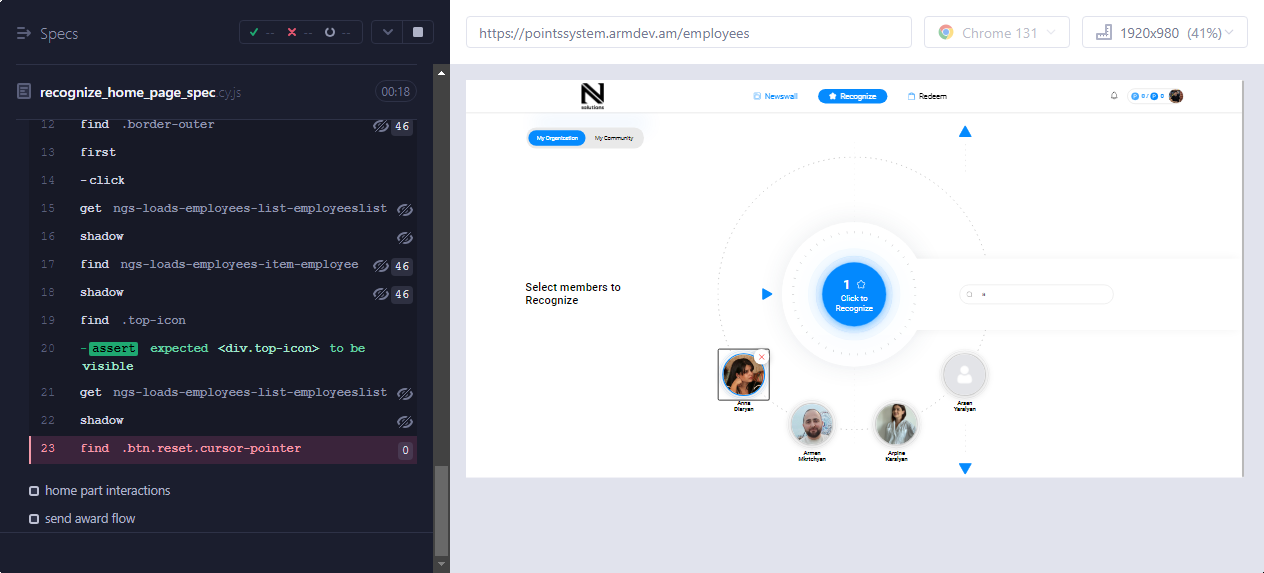 Specs
-- -- --
https://pointssystem.armdev.am/employees
Chrome 131
1920x980 (41%)
recognize_home_page_spec.cy.js
00:18
12 find .border-outer 46
13 first
14 -click
15 get ngs-loads-employees-list-employeeslist
16 shadow
17 find ngs-loads-employees-item-employee 46
18 shadow 46
19 find .top-icon
20 -assert expected <div.top-icon> to be
visible
21 get ngs-loads-employees-list-employeeslist
22 shadow
23 find .btn.reset.cursor-pointer 0
home part interactions
send award flow
N
solutions
Newswall
Recognize
Redeem
P 0 / P 0
My Organization
My Community
Select members to
Recognize
1
Click to
Recognize
a
Anna
Dlaryan
Armen
Mkrtchyan
Arpine
Karslyan
Arsen
Yaralyan